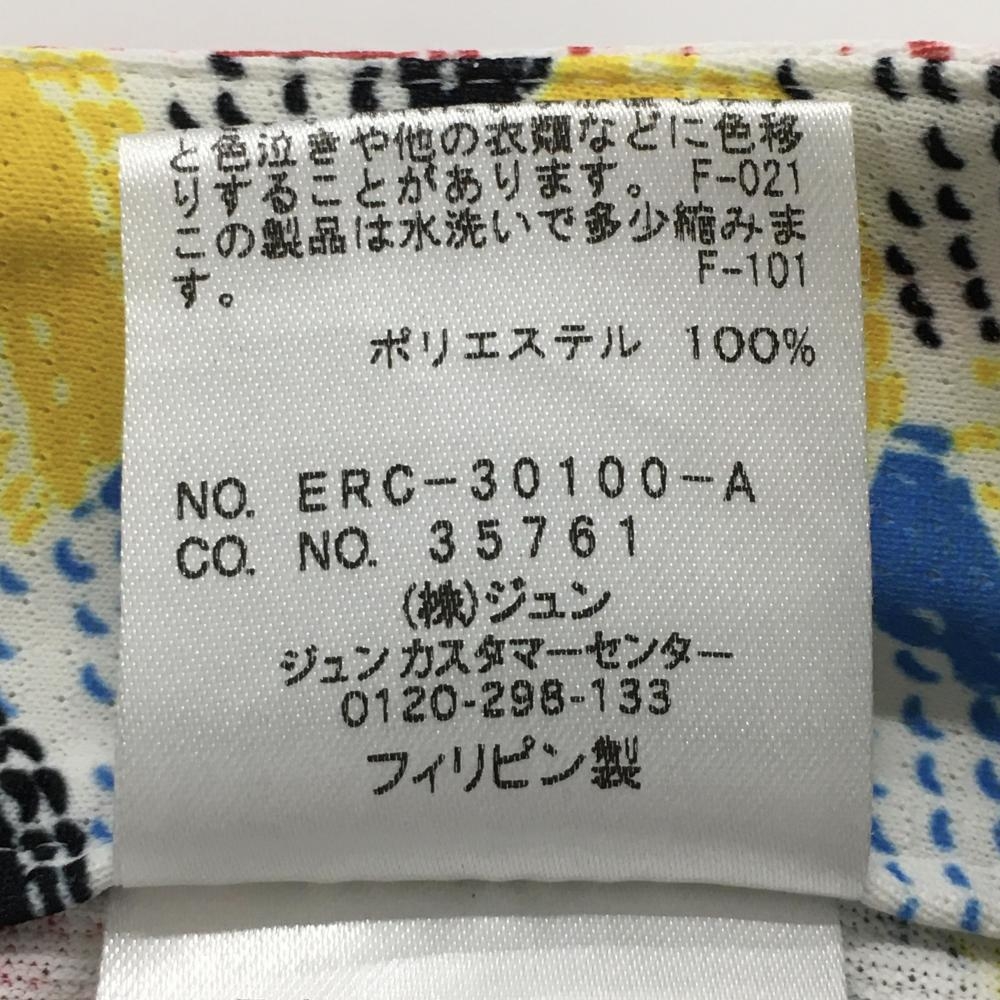 と色泣きや他の衣類などに色移
りすることがあります。 F-021
この製品は水洗いで多少縮みま
す。 F-101
ポリエステル 100%
NO. ERC-30100-A
CO. NO. 35761
(株)ジュン
ジュンカスタマーセンター
0120-298-133
フィリピン製